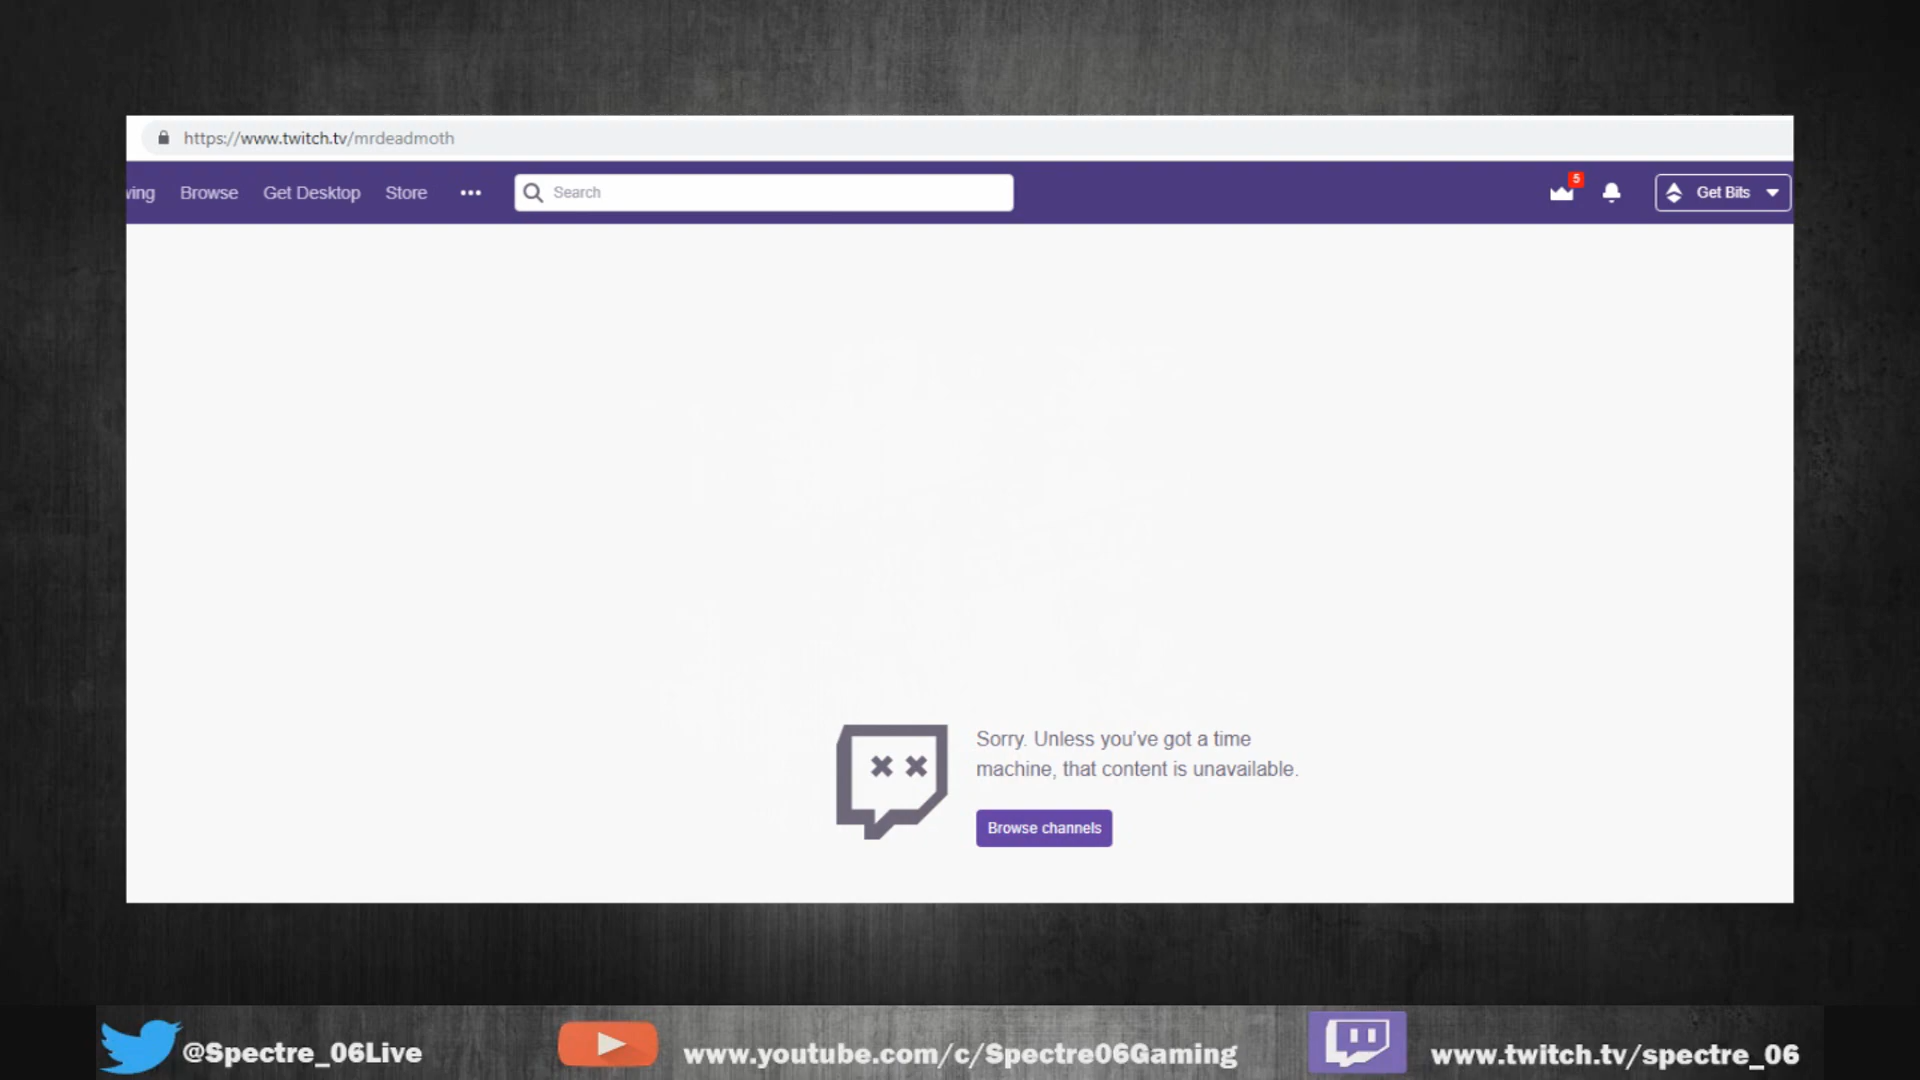 https://www.twitch.tv/mrdeadmoth
wing Browse Get Desktop Store ••• Search 5 Get Bits
Sorry. Unless you've got a time
machine, that content is unavailable.
Browse channels
@Spectre_06Live www.youtube.com/c/Spectre06Gaming www.twitch.tv/spectre_06